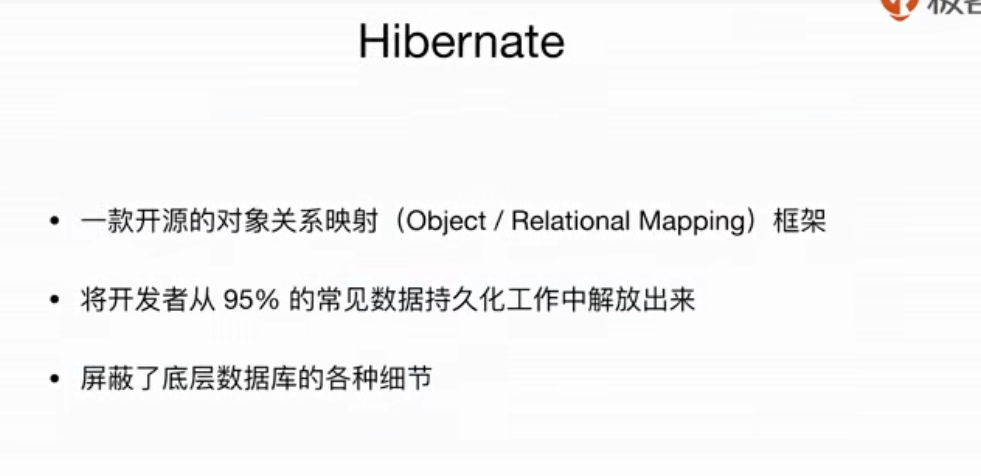 Hibernate
• 一款开源的对象关系映射（Object / Relational Mapping）框架
• 将开发者从 95% 的常见数据持久化工作中解放出来
• 屏蔽了底层数据库的各种细节